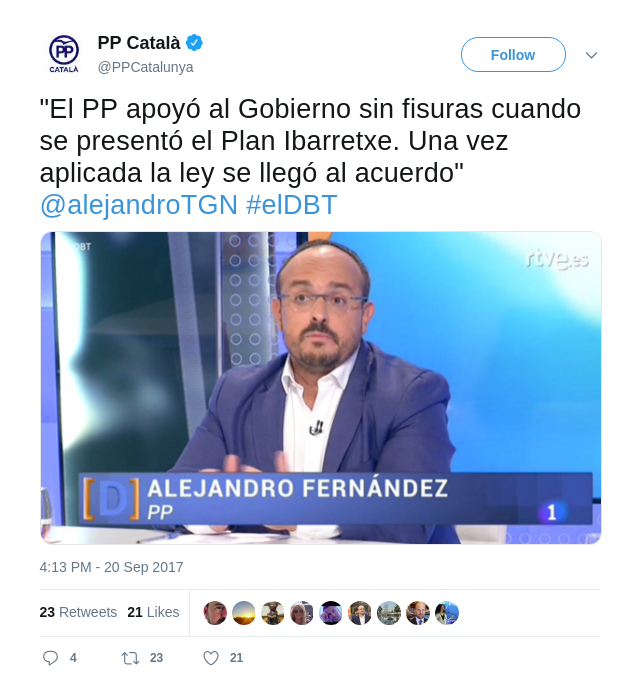 PP
CATALÀ
PP Català
@PPCatalunya
Follow
"El PP apoyó al Gobierno sin fisuras cuando
se presentó el Plan Ibarretxe. Una vez
aplicada la ley se llegó al acuerdo"
@alejandroTGN #elDBT
rtve.es
[D] ALEJANDRO FERNÁNDEZ
PP
1
4:13 PM - 20 Sep 2017
23 Retweets 21 Likes
4 23 21